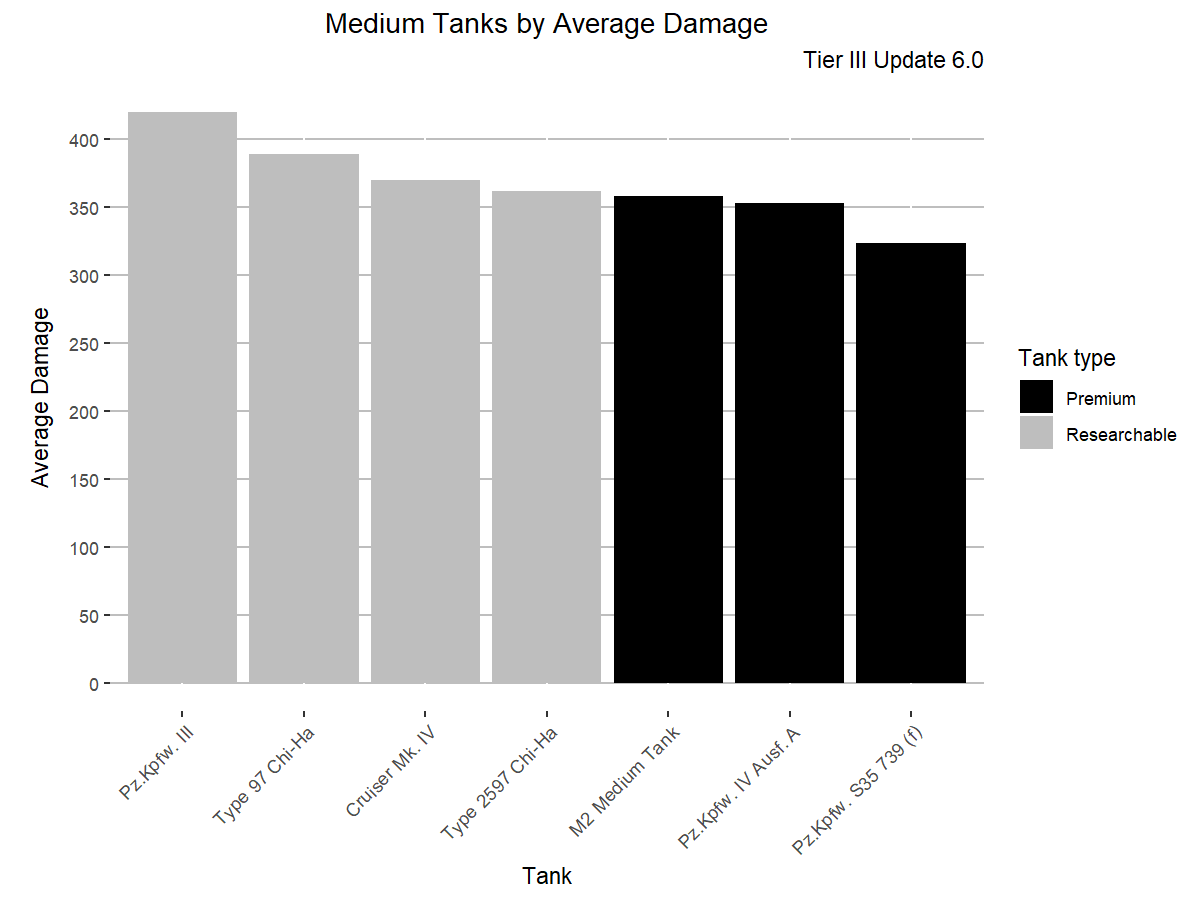 Medium Tanks by Average Damage
Tier III Update 6.0
Average Damage
400
350
300
250
200
150
100
50
0
Pz.Kpfw. III
Type 97 Chi-Ha
Cruiser Mk. IV
Type 2597 Chi-Ha
M2 Medium Tank
Pz.Kpfw. IV Ausf. A
Pz.Kpfw. S35 739 (f)
Tank
Tank type
Premium
Researchable